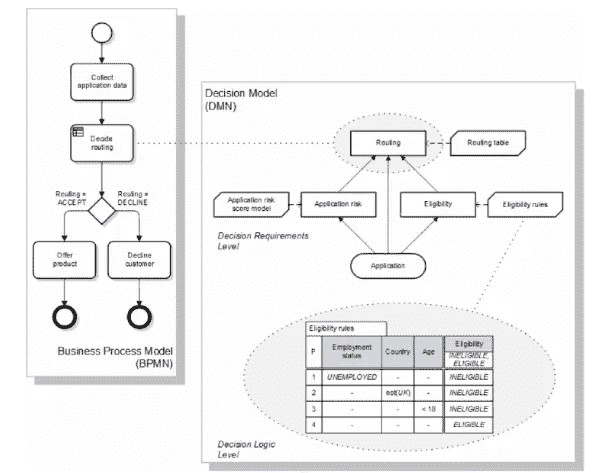 Collect
application data
Decide
routing
Routing =
ACCEPT
Routing =
DECLINE
Offer
product
Decline
customer
Business Process Model
(BPMN)
Decision Model
(DMN)
Routing
Routing table
Application risk
score model
Application risk
Eligibility
Eligibility rules
Decision Requirements
Level
Application
Eligibility rules
P Employment status Country Age Eligibility
INELIGIBLE,
ELIGIBLE
1 UNEMPLOYED - - INELIGIBLE
2 - not(UK) - INELIGIBLE
3 - - < 18 INELIGIBLE
4 - - - ELIGIBLE
Decision Logic
Level